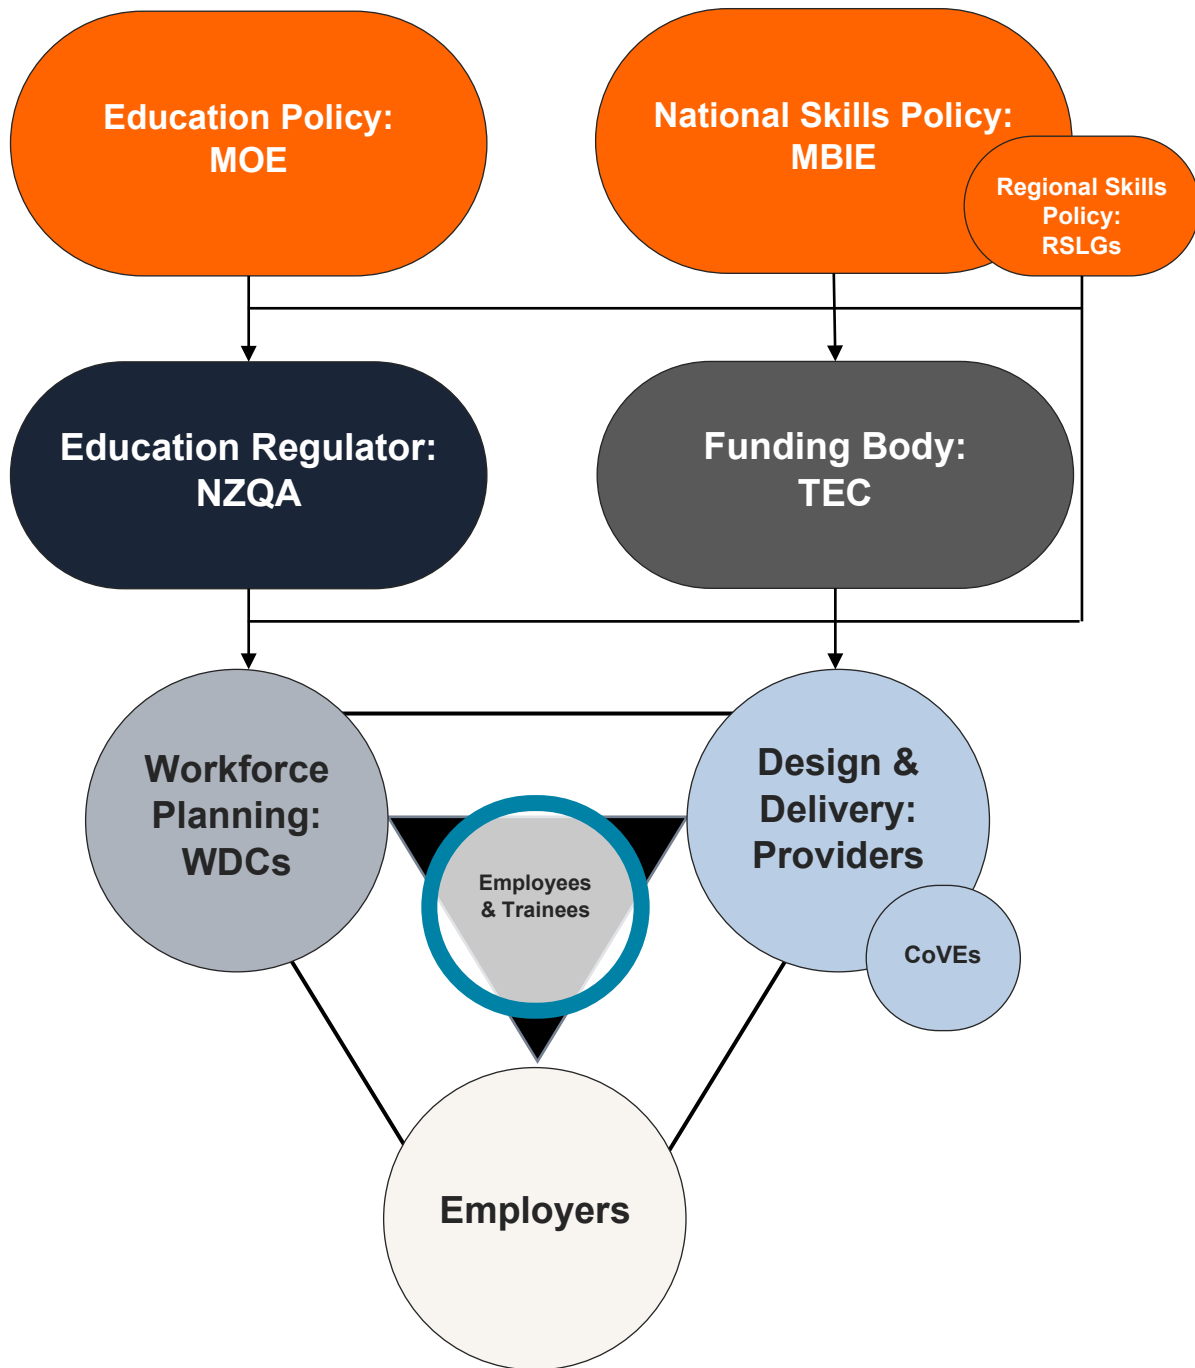 Education Policy:
MOE
National Skills Policy:
MBIE
Regional Skills
Policy:
RSLGs
Education Regulator:
NZQA
Funding Body:
TEC
Workforce
Planning:
WDCs
Design &
Delivery:
Providers
Employees
& Trainees
CoVEs
Employers